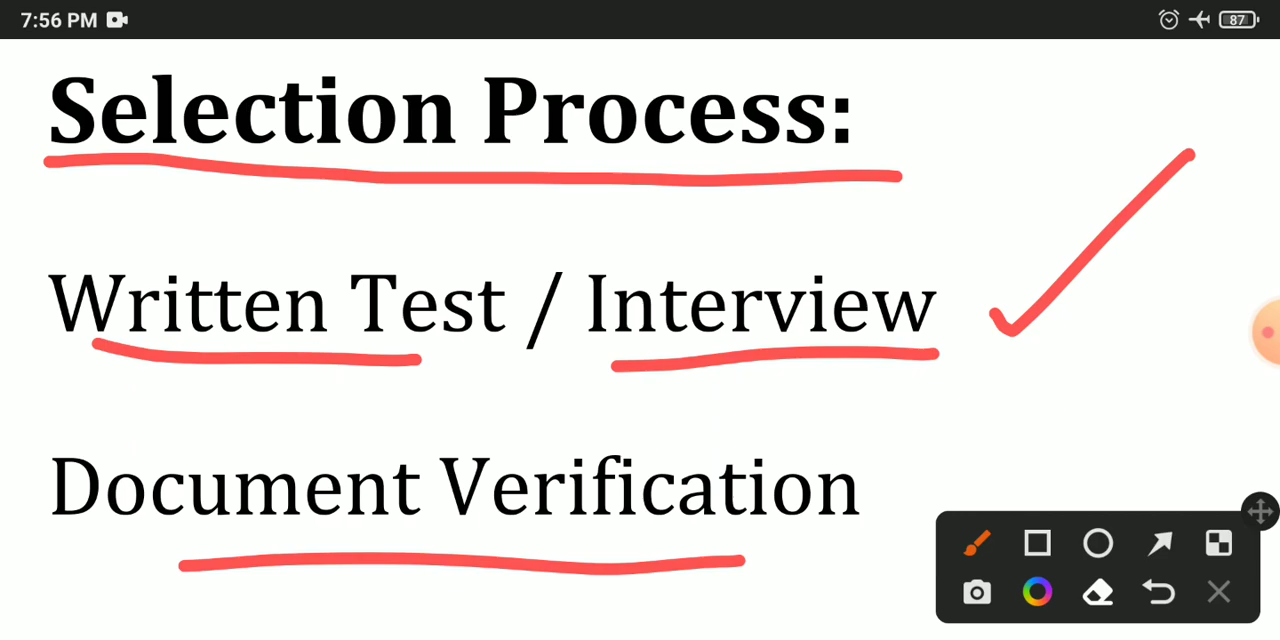 7:56 PM 87
Selection Process:
Written Test / Interview
Document Verification